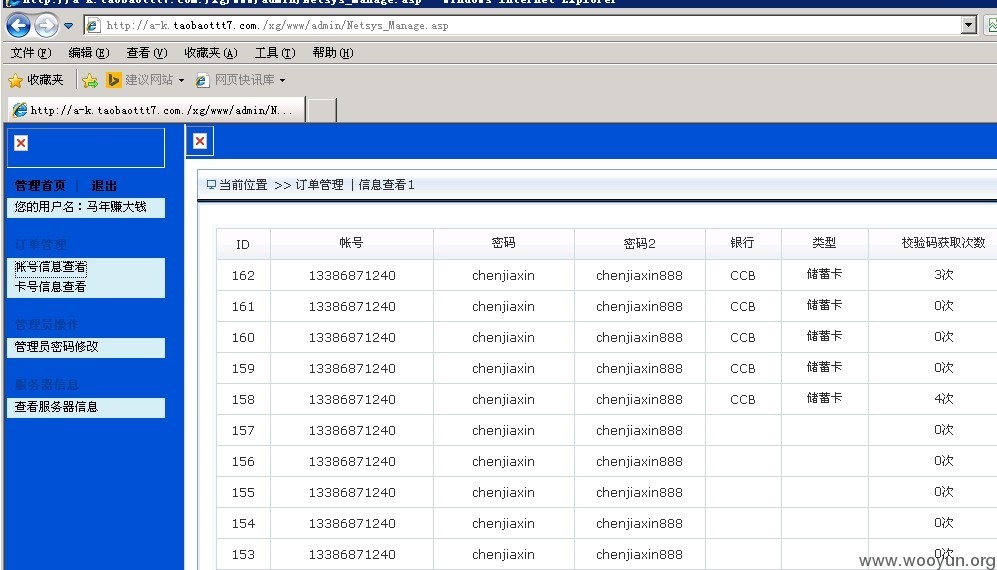 http://a-k.taobaottt7.com./xg/www/admin/Netsys_Manage.asp - Windows Internet Explorer
http://a-k.taobaottt7.com./xg/www/admin/Netsys_Manage.asp
文件(F) 编辑(E) 查看(V) 收藏夹(A) 工具(T) 帮助(H)
收藏夹 建议网站 网页快讯库
http://a-k.taobaottt7.com./xg/www/admin/N...
管理首页 | 退出
您的用户名：马年赚大钱
订单管理
帐号信息查看
卡号信息查看
管理员操作
管理员密码修改
服务器信息
查看服务器信息
当前位置 >> 订单管理 | 信息查看1
ID 帐号 密码 密码2 银行 类型 校验码获取次数
162 13386871240 chenjiaxin chenjiaxin888 CCB 储蓄卡 3次
161 13386871240 chenjiaxin chenjiaxin888 CCB 储蓄卡 0次
160 13386871240 chenjiaxin chenjiaxin888 CCB 储蓄卡 0次
159 13386871240 chenjiaxin chenjiaxin888 CCB 储蓄卡 0次
158 13386871240 chenjiaxin chenjiaxin888 CCB 储蓄卡 4次
157 13386871240 chenjiaxin chenjiaxin888 0次
156 13386871240 chenjiaxin chenjiaxin888 0次
155 13386871240 chenjiaxin chenjiaxin888 0次
154 13386871240 chenjiaxin chenjiaxin888 0次
153 13386871240 chenjiaxin chenjiaxin888 0次
www.wooyun.org